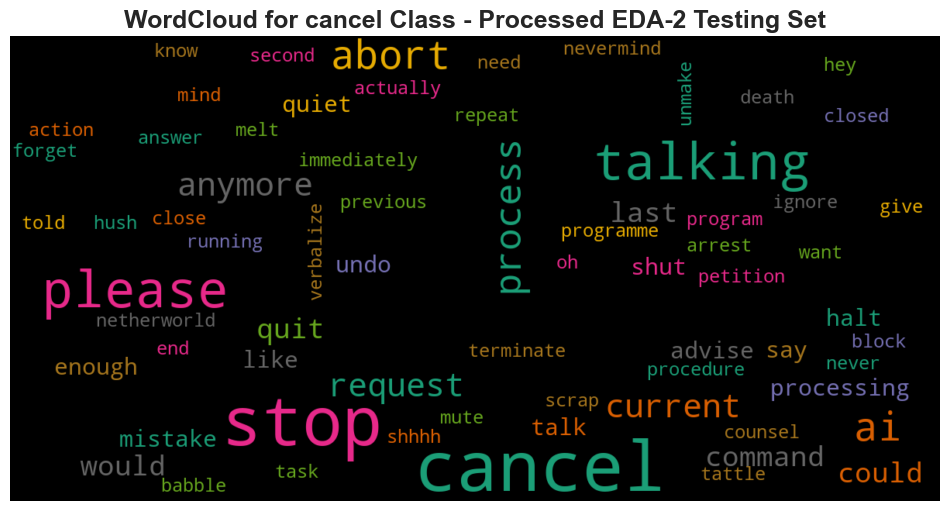 WordCloud for cancel Class - Processed EDA-2 Testing Set
know
second
abort
nevermind
need
hey
mind
actually
quiet
unmake
death
repeat
closed
action
answer
melt
forget
immediately
process
talking
anymore
previous
last
ignore
give
told
hush
close
program
programme
running
verbalize
arrest
want
undo
oh
shut
petition
please
netherworld
quit
halt
end
like
terminate
advise
say
block
enough
procedure
never
request
processing
scrap
current
stop
mute
talk
counsel
ai
mistake
shhhh
would
task
cancel
command
tattle
could
babble